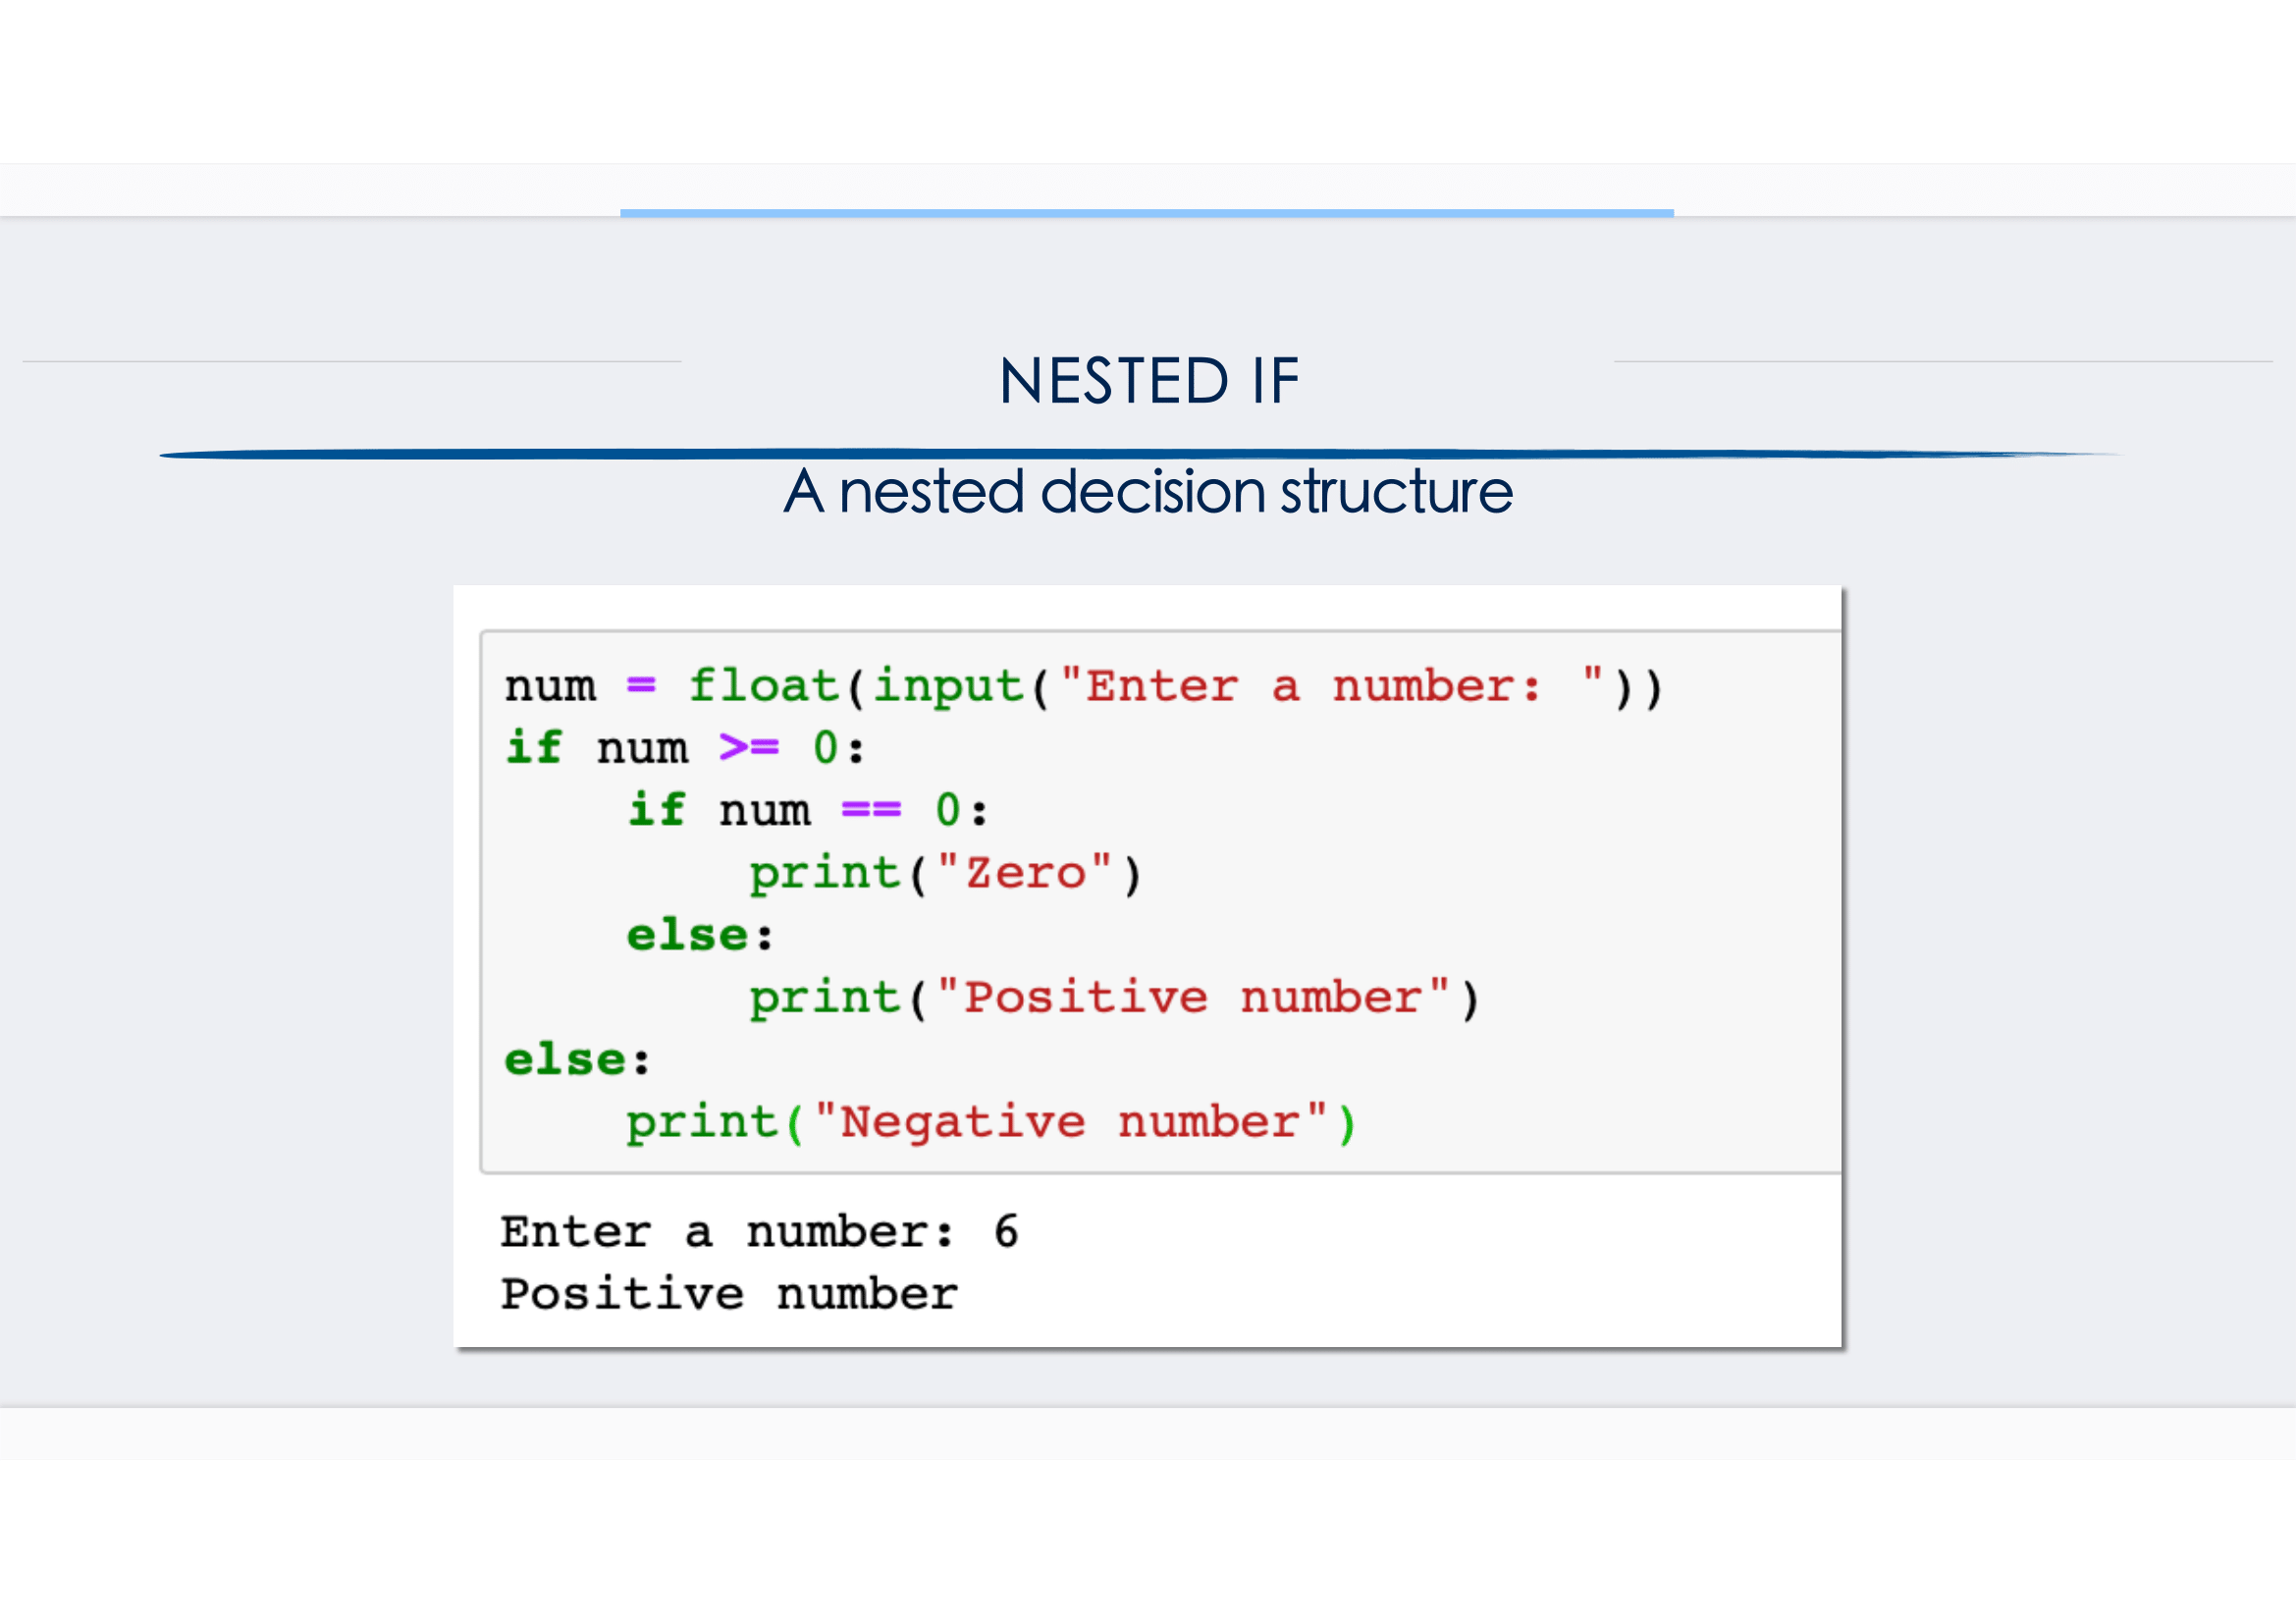 NESTED IF
A nested decision structure
num = float(input("Enter a number: "))
if num >= 0:
    if num == 0:
        print("Zero")
    else:
        print("Positive number")
else:
    print("Negative number")
Enter a number: 6
Positive number